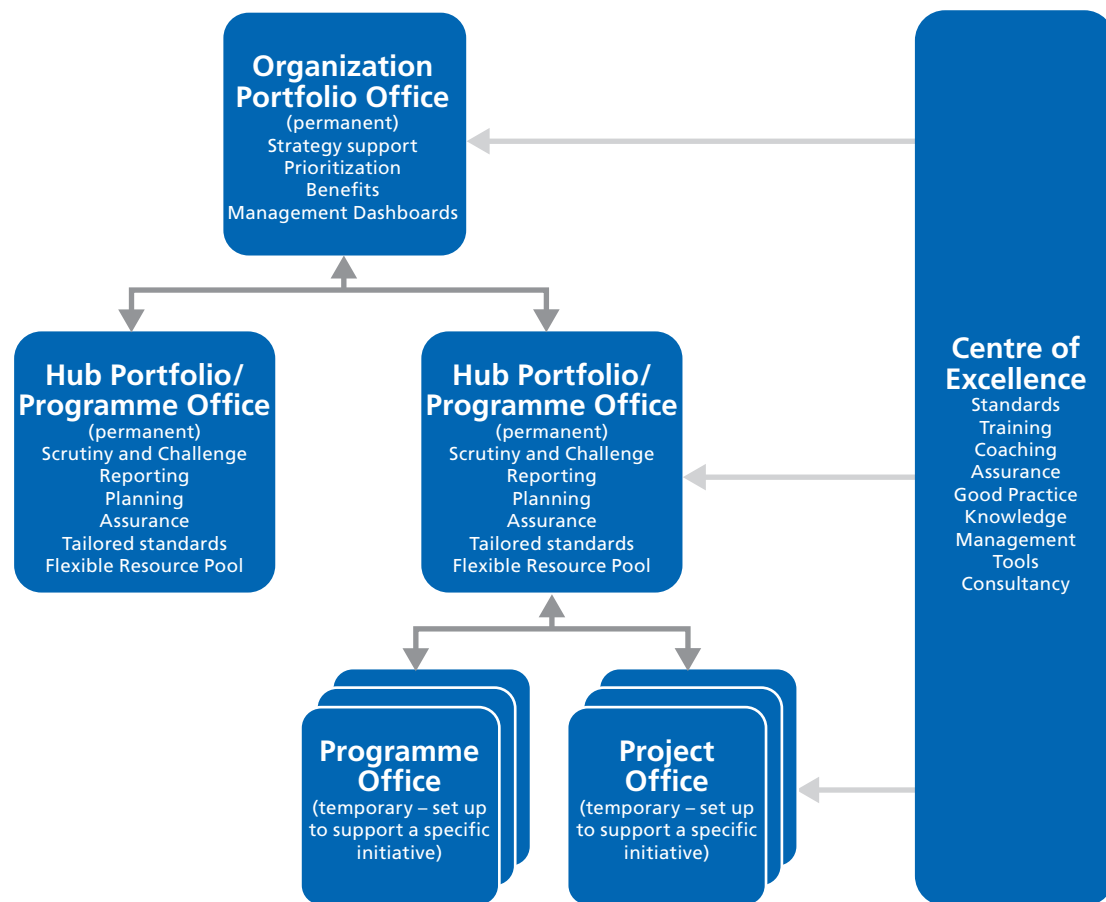 Organization
Portfolio Office
(permanent)
Strategy support
Prioritization
Benefits
Management Dashboards
Hub Portfolio/
Programme Office
(permanent)
Scrutiny and Challenge
Reporting
Planning
Assurance
Tailored standards
Flexible Resource Pool
Hub Portfolio/
Programme Office
(permanent)
Scrutiny and Challenge
Reporting
Planning
Assurance
Tailored standards
Flexible Resource Pool
Programme
Office
(temporary – set up
to support a specific
initiative)
Project
Office
(temporary – set up
to support a specific
initiative)
Centre of
Excellence
Standards
Training
Coaching
Assurance
Good Practice
Knowledge
Management
Tools
Consultancy